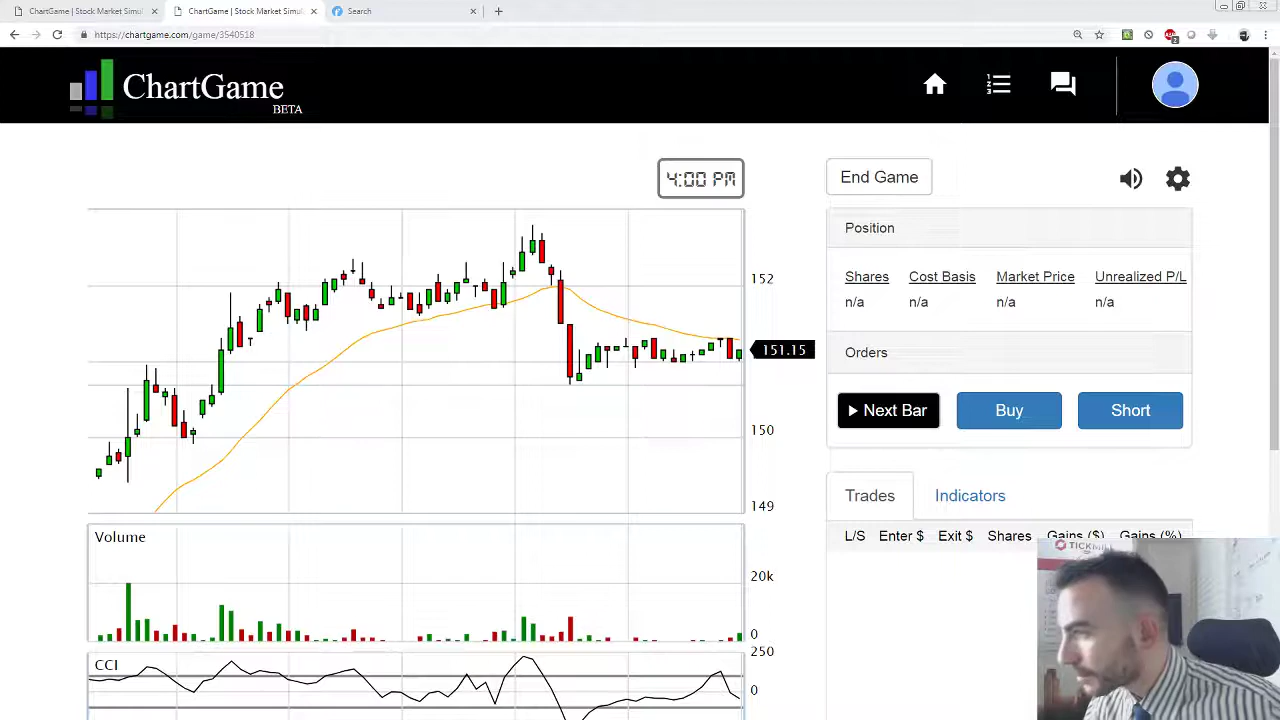 ChartGame | Stock Market Simul
ChartGame | Stock Market Simul
Search
https://chartgame.com/game/3540518
ChartGame
BETA
4:00 PM
End Game
Position
Shares Cost Basis Market Price Unrealized P/L
n/a n/a n/a n/a
Orders
Next Bar Buy Short
Trades Indicators
L/S Enter $ Exit $ Shares Gains ($) Gains (%)
152
151.15
150
149
Volume
20k
0
CCI
250
0
TICKMILL